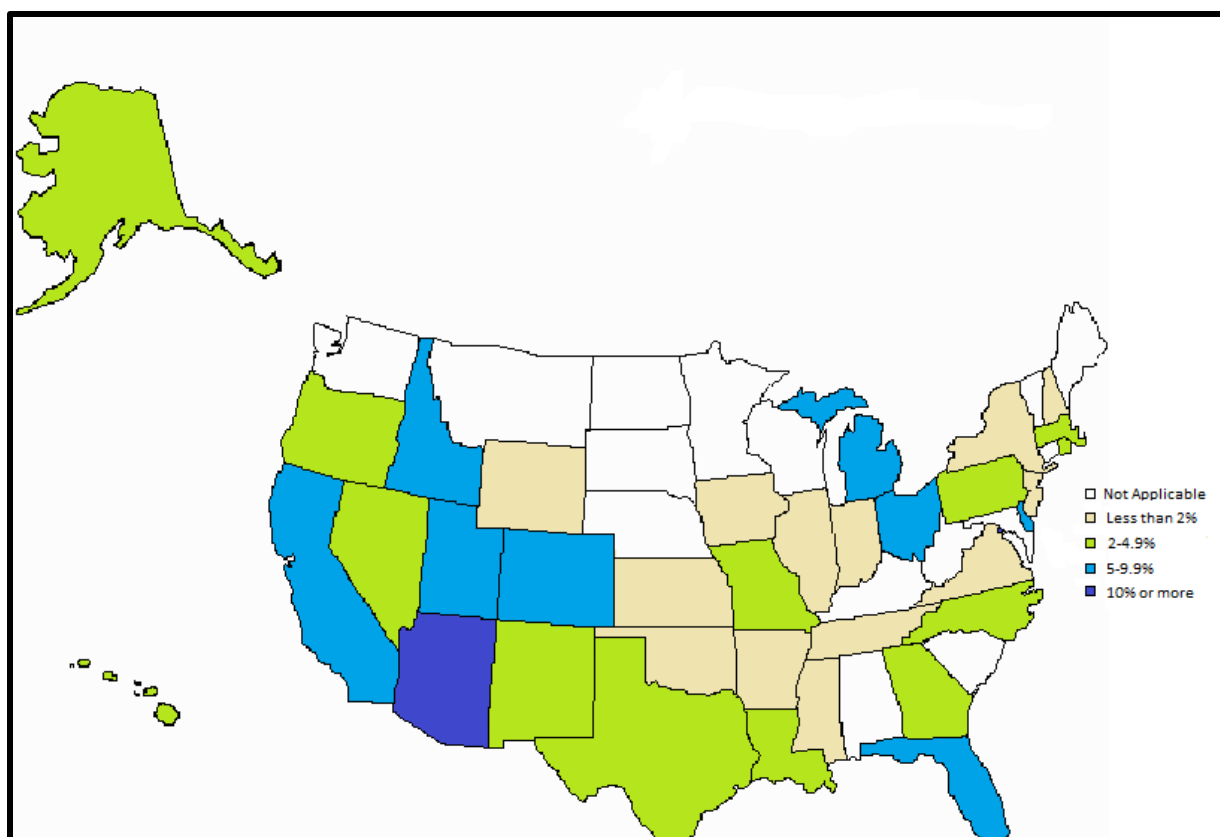 Not Applicable
Less than 2%
2-4.9%
5-9.9%
10% or more